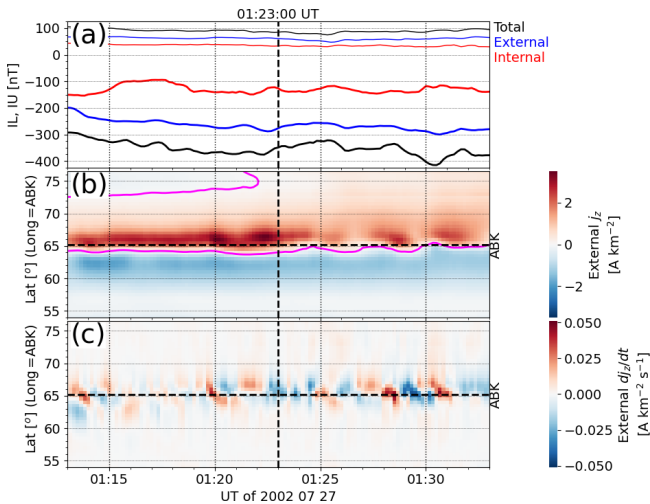 01:23:00 UT
(a)
100
0
−100
−200
−300
−400
IL, IU [nT]
Total
External
Internal
(b)
75
70
65
60
55
Lat [°] (Long=ABK)
ABK
2
0
−2
External jz
[A km−2]
(c)
75
70
65
60
55
Lat [°] (Long=ABK)
ABK
0.050
0.025
0.000
−0.025
−0.050
External djz/dt
[A km−2 s−1]
01:15 01:20 01:25 01:30
UT of 2002 07 27